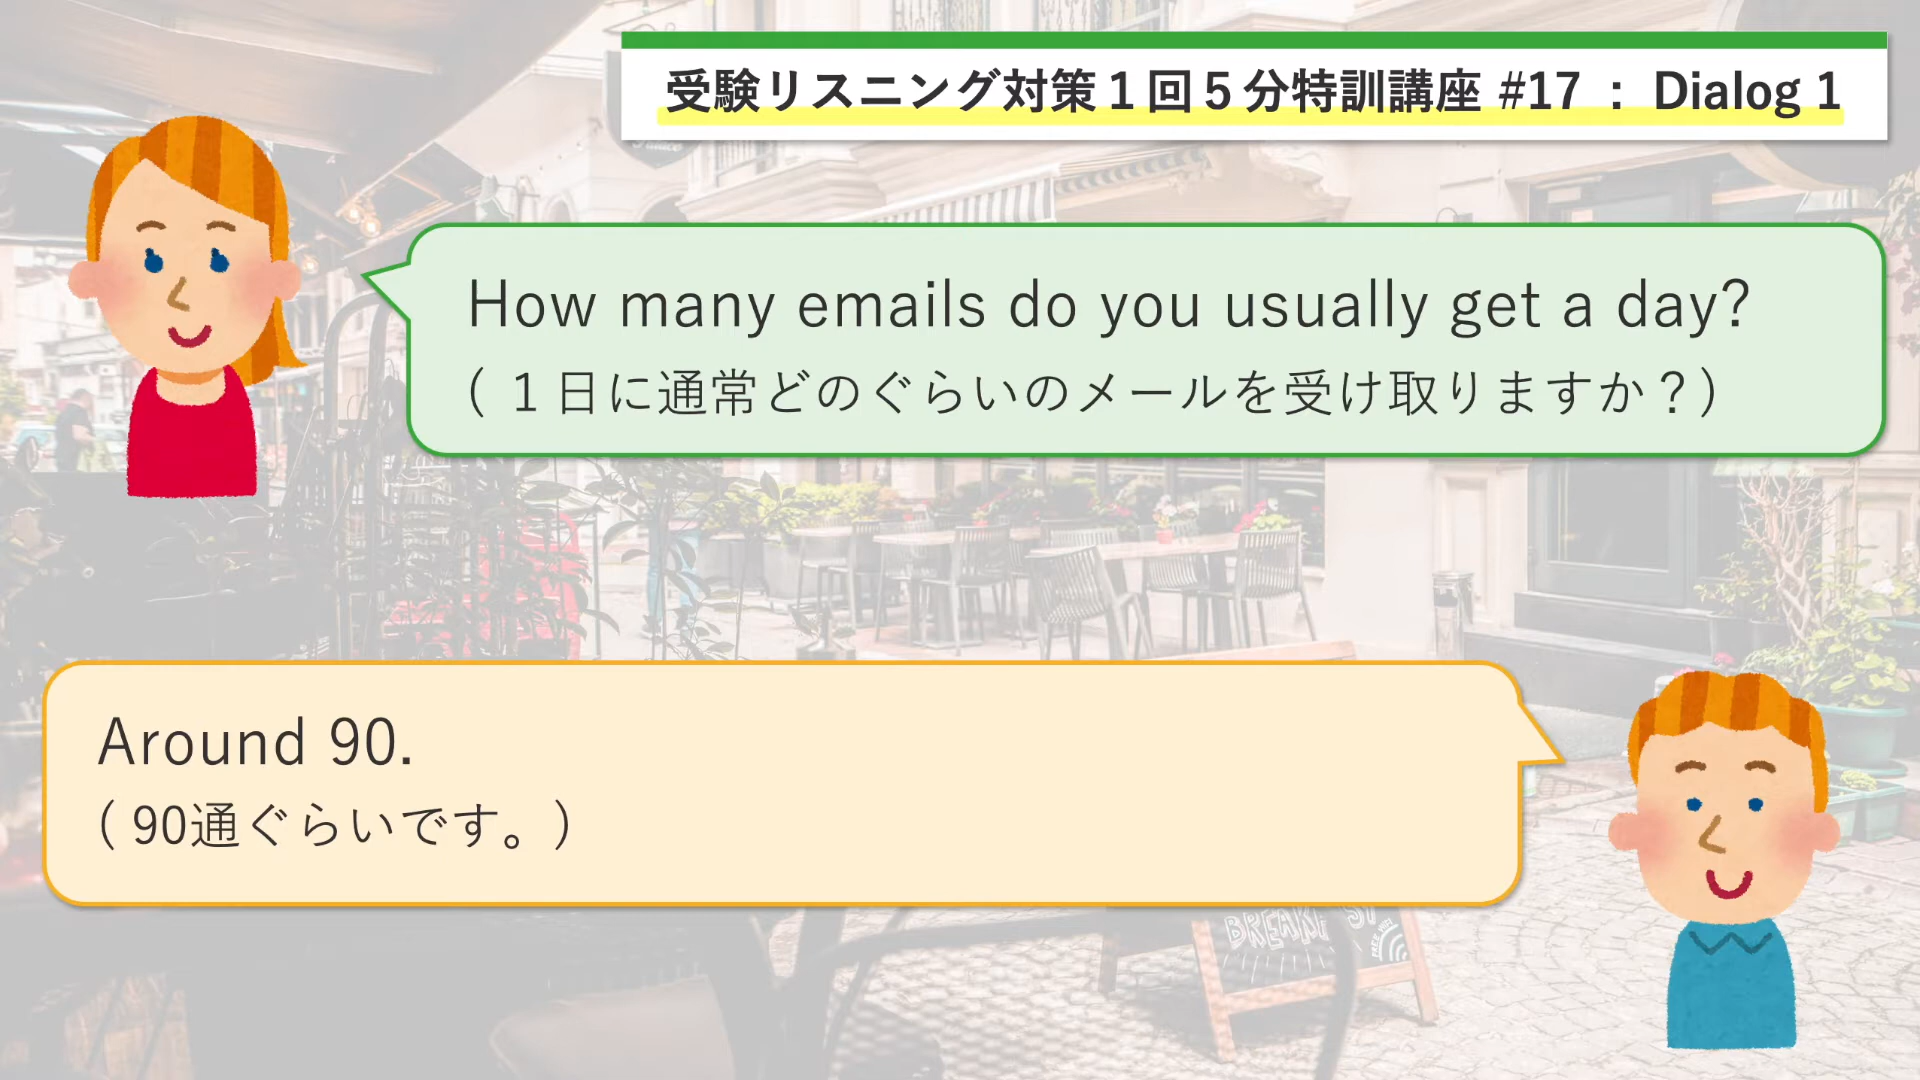 受験リスニング対策１回５分特訓講座 #17 ： Dialog 1
How many emails do you usually get a day?
(１日に通常どのぐらいのメールを受け取りますか？)
Around 90.
( 90通ぐらいです。)
BREAKFAST